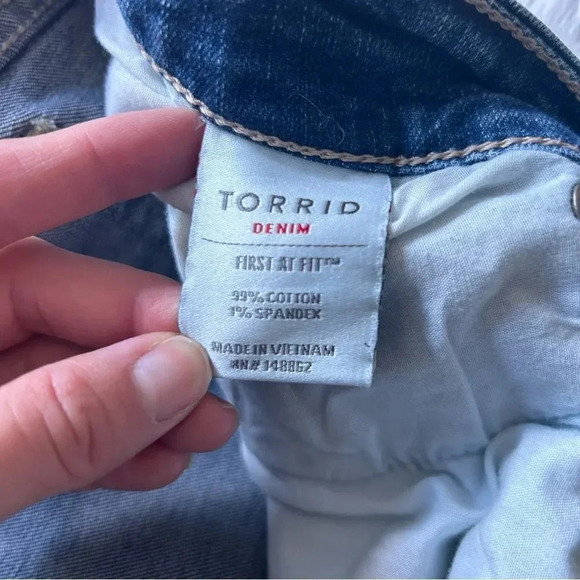 TORRID
DENIM
FIRST AT FIT™
99% COTTON
1% SPANDEX
MADE IN VIETNAM
RN# 148862